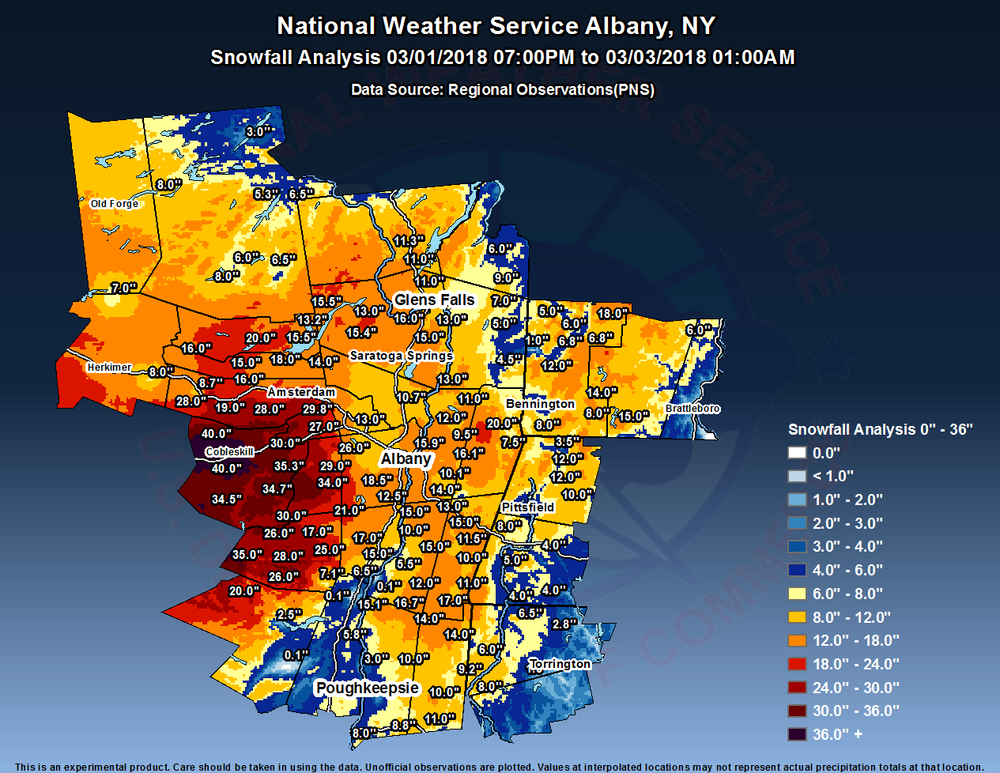 National Weather Service Albany, NY
Snowfall Analysis 03/01/2018 07:00PM to 03/03/2018 01:00AM
Data Source: Regional Observations(PNS)
3.0"
8.0"
5.3" 6.5"
Old Forge
11.3"
6.0" 6.5" 11.0" 6.0"
8.0" 11.0" 9.0"
7.0"
15.5" Glens Falls 7.0"
13.0" 5.0" 18.0"
13.2" 16.0" 13.0" 5.0" 6.0" 6.0"
20.0" 15.5" 15.4" 15.0" 6.8" 6.8"
16.0"
15.0" 18.0" 14.0" Saratoga Springs 4.5" 12.0"
Herkimer 8.0"
8.7" 16.0" 13.0"
Amsterdam 10.7" 11.0" 14.0"
28.0" 19.0" 28.0" 29.8" Bennington Brattleboro
13.0" 12.0" 8.0" 15.0"
27.0" 20.0" 8.0"
40.0" 30.0" 9.5"
Cobleskill 26.0" 15.9" 7.5" 3.5"
Albany 16.1" 12.0"
40.0" 35.3" 29.0"
34.0" 18.5" 10.1" 12.0"
34.5" 34.7" 12.5" 14.0" 10.0"
21.0" 15.0" 13.0" Pittsfield
30.0" 15.0" 8.0"
26.0" 17.0" 17.0" 10.0" 11.5"
35.0" 28.0" 25.0" 15.0" 15.0" 10.0" 5.0" 4.0"
26.0" 7.1" 6.5" 5.5"
20.0" 0.1" 0.1" 12.0" 11.0" 4.0" 4.0"
2.5" 15.1" 16.7" 17.0" 6.5"
14.0" 2.8"
5.8" 14.0"
0.1" 3.0" 10.0" 6.0"
9.2" Torrington
Poughkeepsie 10.0" 8.0"
8.0" 8.8" 11.0"
Snowfall Analysis 0" - 36"
0.0"
< 1.0"
1.0" - 2.0"
2.0" - 3.0"
3.0" - 4.0"
4.0" - 6.0"
6.0" - 8.0"
8.0" - 12.0"
12.0" - 18.0"
18.0" - 24.0"
24.0" - 30.0"
30.0" - 36.0"
36.0" +
This is an experimental product. Care should be taken in using the data. Unofficial observations are plotted. Values at interpolated locations may not represent actual precipitation totals at that location.